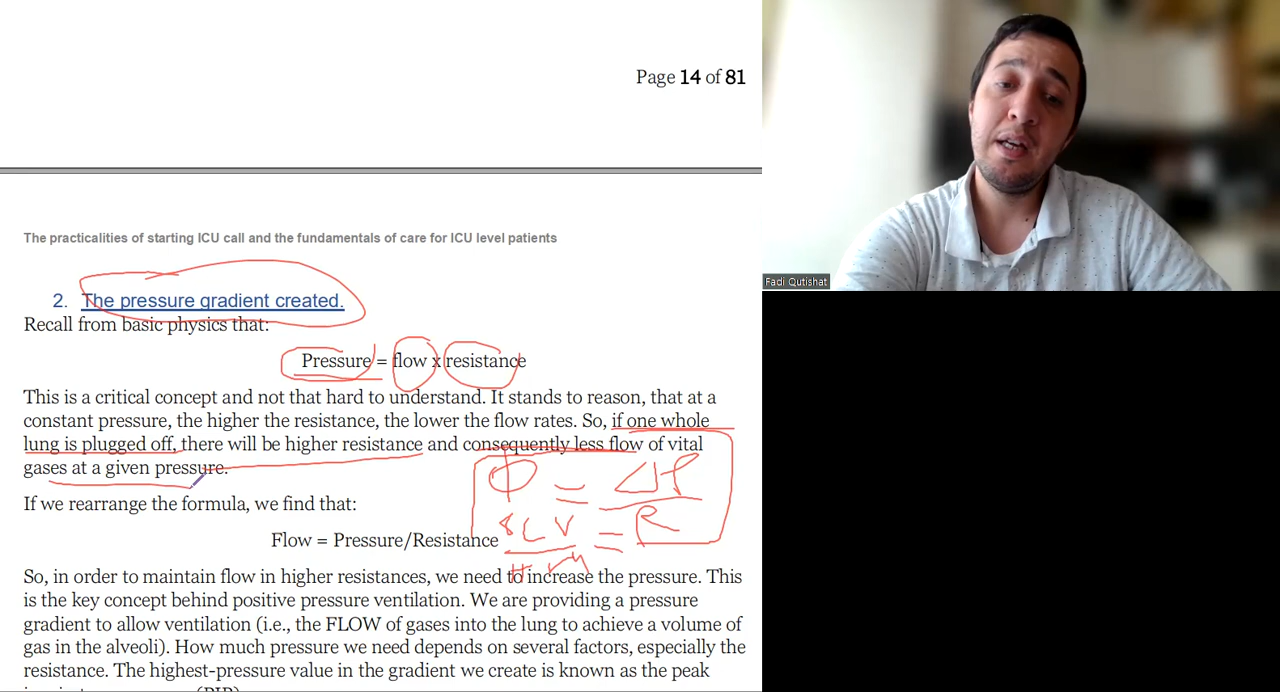 Page 14 of 81
The practicalities of starting ICU call and the fundamentals of care for ICU level patients
2. The pressure gradient created.
Recall from basic physics that:
Pressure = flow x resistance
This is a critical concept and not that hard to understand. It stands to reason, that at a
constant pressure, the higher the resistance, the lower the flow rates. So, if one whole
lung is plugged off, there will be higher resistance and consequently less flow of vital
gases at a given pressure.
Φ = ΔP
R
If we rearrange the formula, we find that:
Flow = Pressure/Resistance
So, in order to maintain flow in higher resistances, we need to increase the pressure. This
is the key concept behind positive pressure ventilation. We are providing a pressure
gradient to allow ventilation (i.e., the FLOW of gases into the lung to achieve a volume of
gas in the alveoli). How much pressure we need depends on several factors, especially the
resistance. The highest-pressure value in the gradient we create is known as the peak
(PIP)
Fadi Qutishat